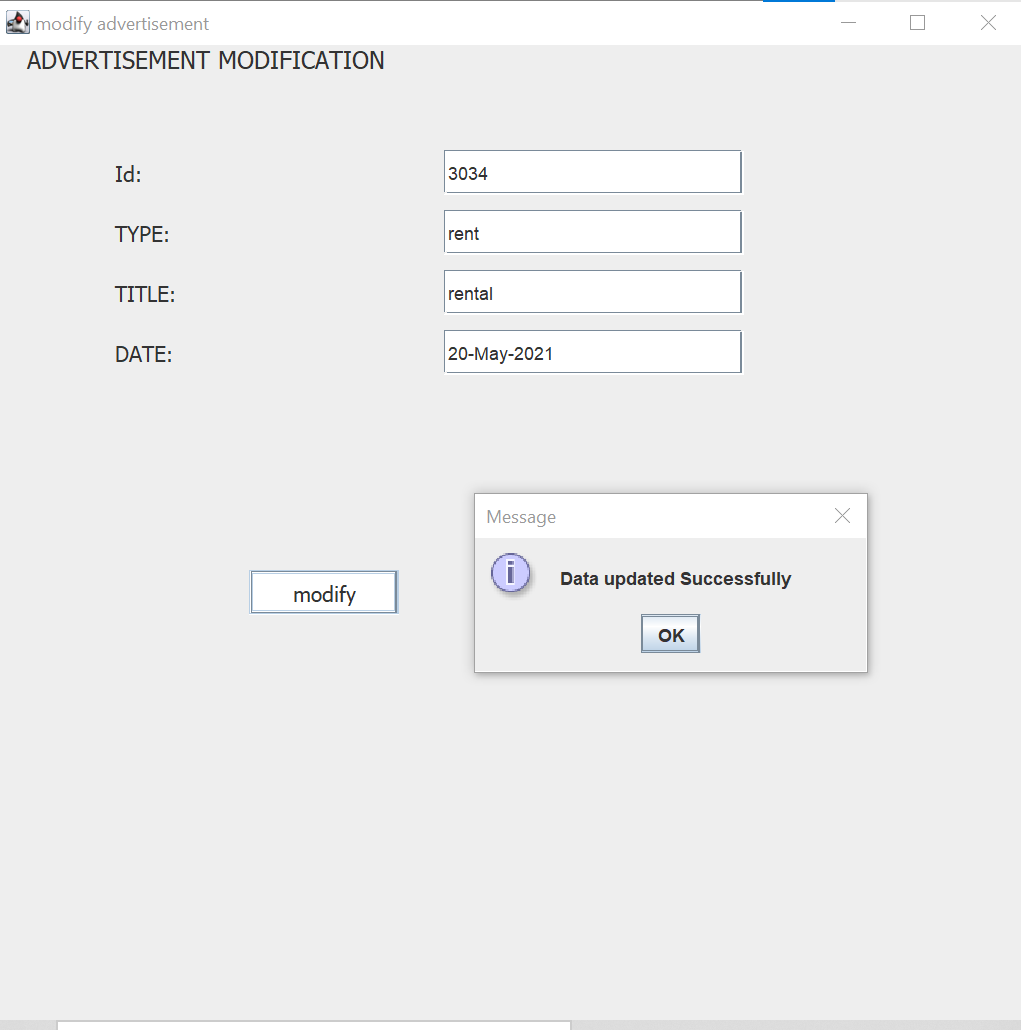 modify advertisement
ADVERTISEMENT MODIFICATION
Id:
3034
TYPE:
rent
TITLE:
rental
DATE:
20-May-2021
Message
Data updated Successfully
OK
modify